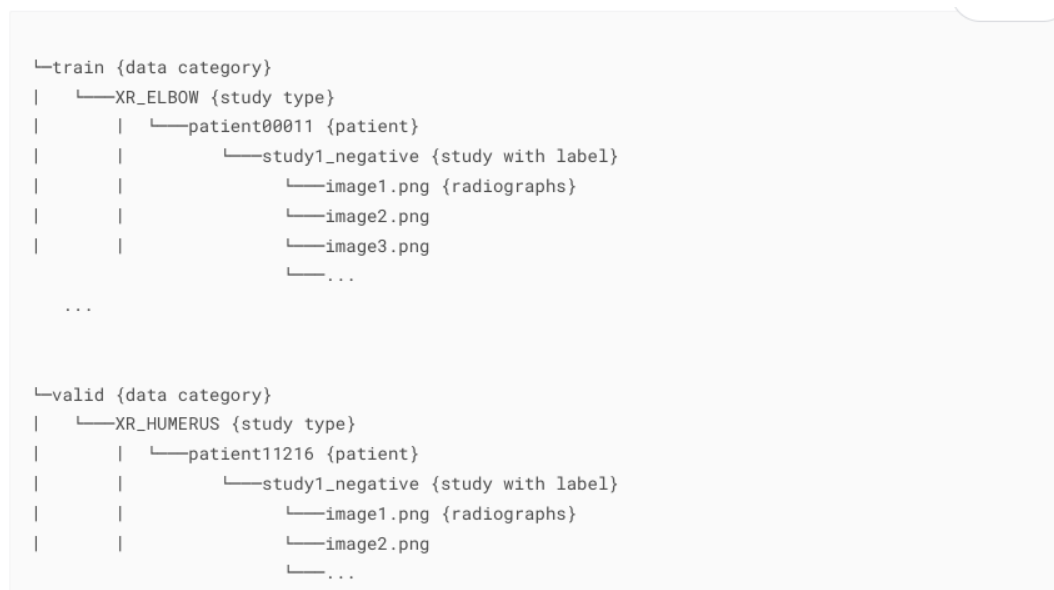 └─train {data category}
|   └───XR_ELBOW {study type}
|       |  └───patient00011 {patient}
|       |         └───study1_negative {study with label}
|       |               └───image1.png {radiographs}
|       |               └───image2.png
|       |               └───image3.png
                        └───...
   ...
└─valid {data category}
|   └───XR_HUMERUS {study type}
|       |  └───patient11216 {patient}
|       |         └───study1_negative {study with label}
|       |               └───image1.png {radiographs}
|       |               └───image2.png
                        └───...